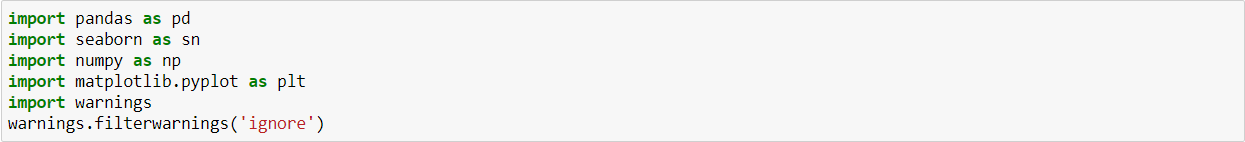 import pandas as pd
import seaborn as sn
import numpy as np
import matplotlib.pyplot as plt
import warnings
warnings.filterwarnings('ignore')